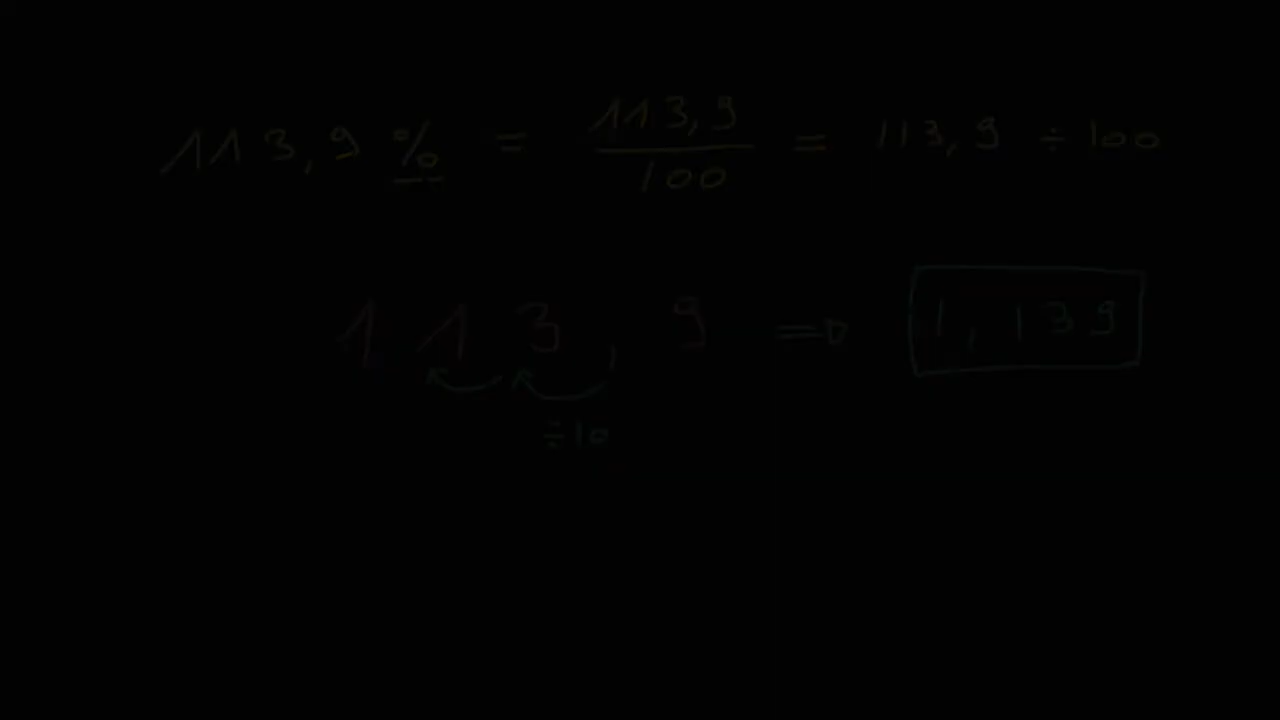 113,9 % = 113,9/100 = 113,9 ÷ 100
113,9 ⇒ 1,139
÷10